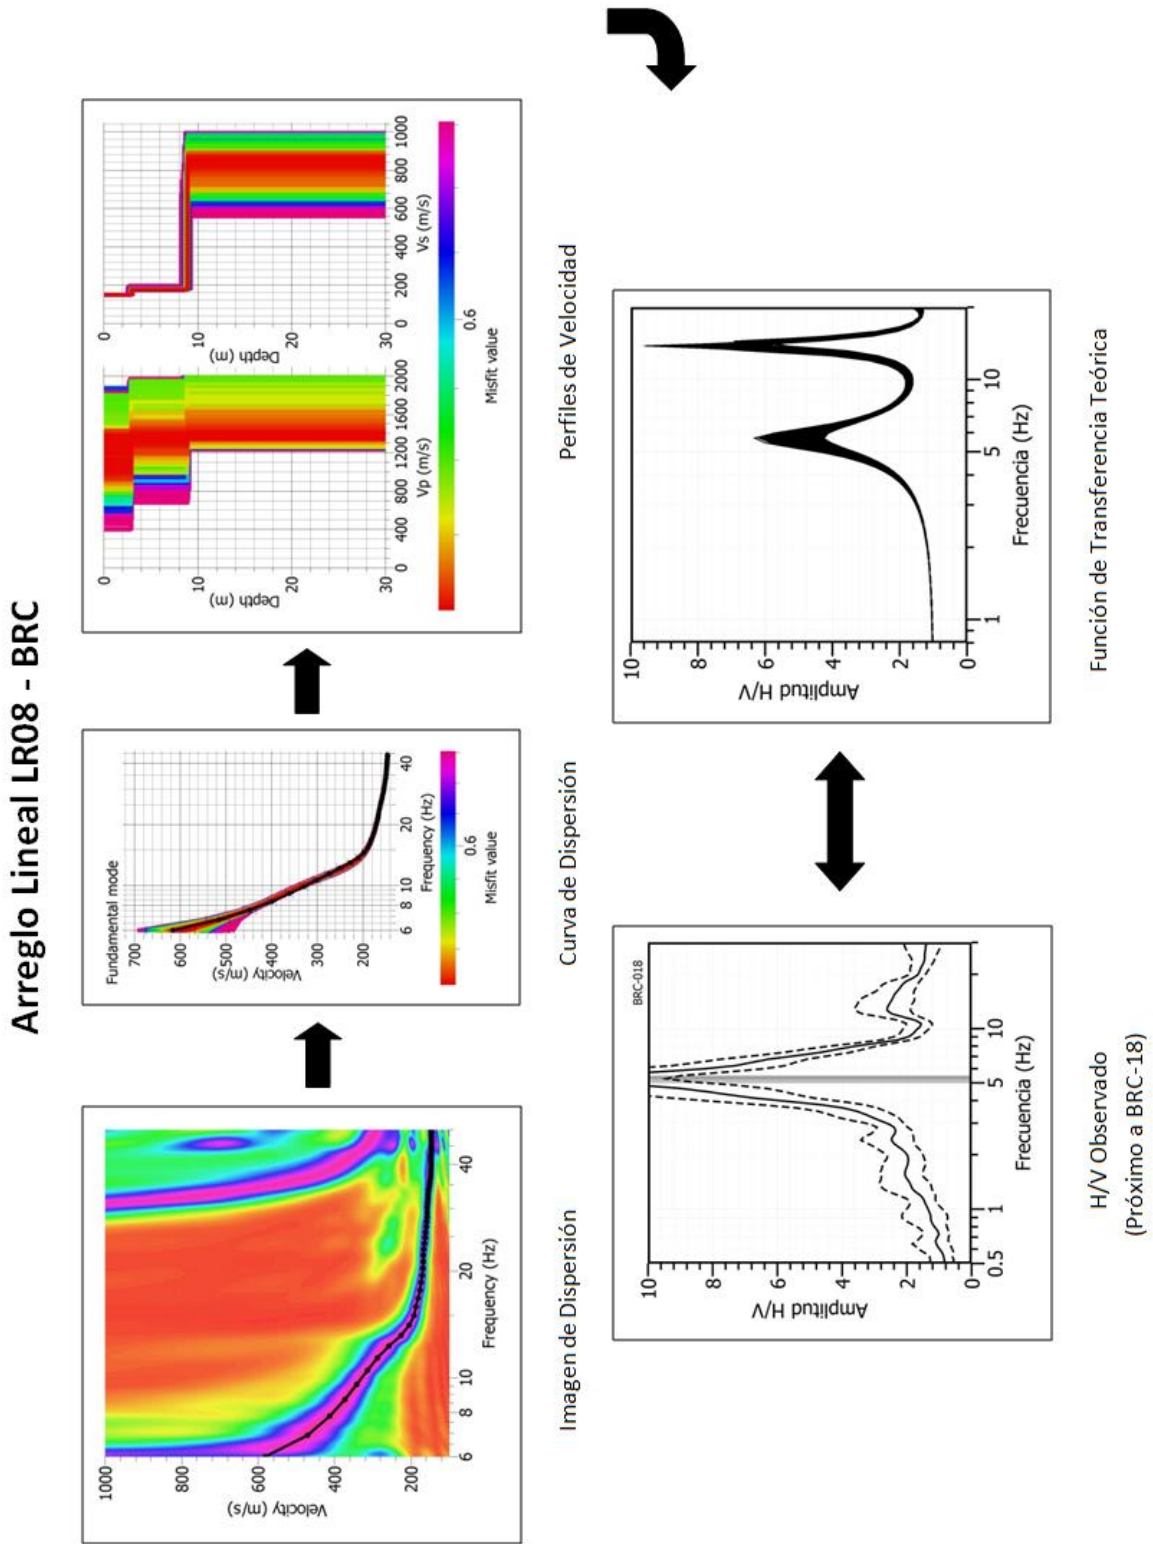 Arreglo Lineal LR08 - BRC
1000
800
600
400
200
Velocity (m/s)
6
8
10
20
40
Frequency (Hz)
Imagen de Dispersión
Fundamental mode
700
600
500
400
300
200
Velocity (m/s)
6
8
10
20
40
Frequency (Hz)
0.6
Misfit value
Curva de Dispersión
0
10
20
30
Depth (m)
0
400
800
1200
1600
2000
Vp (m/s)
0
10
20
30
Depth (m)
0
200
400
600
800
1000
Vs (m/s)
0.6
Misfit value
Perfiles de Velocidad
BRC-018
10
8
6
4
2
0
Amplitud H/V
0.5
1
5
10
Frecuencia (Hz)
H/V Observado
(Próximo a BRC-18)
10
8
6
4
2
0
Amplitud H/V
1
5
10
Frecuencia (Hz)
Función de Transferencia Teórica